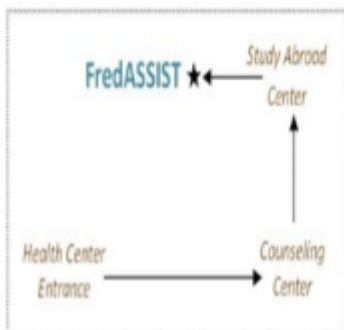 FredASSIST
Study Abroad
Center
Health Center
Entrance
Counseling
Center